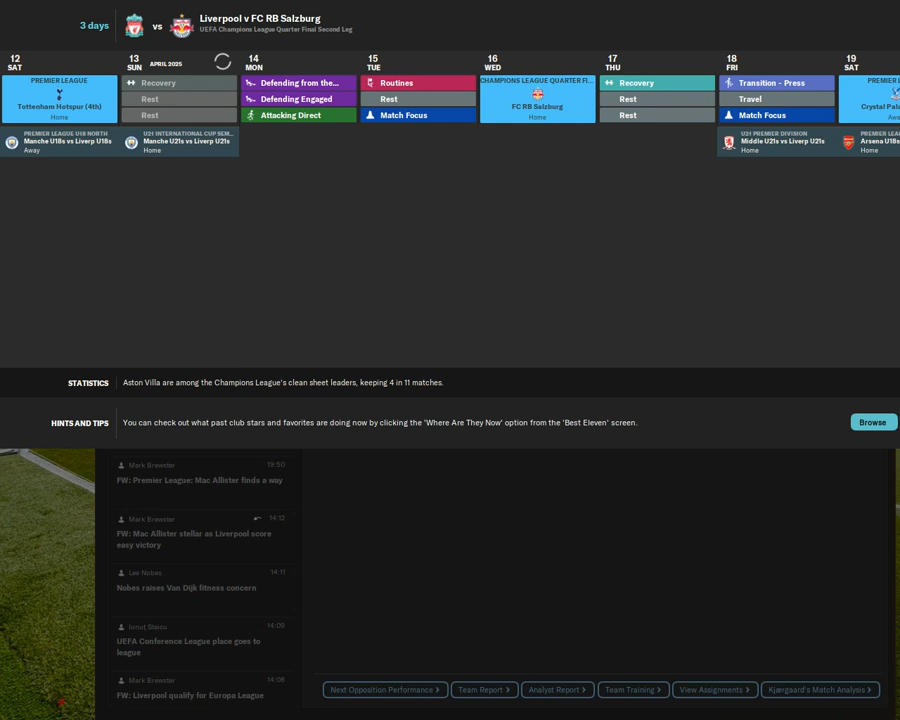 3 days
vs
Liverpool v FC RB Salzburg
UEFA Champions League Quarter Final Second Leg
12
SAT
13
SUN
APRIL 2025
14
MON
15
TUE
16
WED
17
THU
18
FRI
19
SAT
PREMIER LEAGUE
Tottenham Hotspur (4th)
Home
Recovery
Rest
Rest
Defending from the...
Defending Engaged
Attacking Direct
Routines
Rest
Match Focus
CHAMPIONS LEAGUE QUARTER FI...
FC RB Salzburg
Home
Recovery
Rest
Rest
Transition - Press
Travel
Match Focus
PREMIER L
Crystal Pala
Awa
PREMIER LEAGUE U18 NORTH
Manche U18s vs Liverp U18s
Away
U21 INTERNATIONAL CUP SEM...
Manche U21s vs Liverp U21s
Home
U21 PREMIER DIVISION
Middle U21s vs Liverp U21s
Home
PREMIER LEA
Arsena U18s
Home
STATISTICS
Aston Villa are among the Champions League's clean sheet leaders, keeping 4 in 11 matches.
HINTS AND TIPS
You can check out what past club stars and favorites are doing now by clicking the 'Where Are They Now' option from the 'Best Eleven' screen.
Browse
Mark Brewster
19:50
FW: Premier League: Mac Allister finds a way
Mark Brewster
14:12
FW: Mac Allister stellar as Liverpool score
easy victory
Lee Nobes
14:11
Nobes raises Van Dijk fitness concern
Ionuț Stoicu
14:09
UEFA Conference League place goes to
league
Mark Brewster
14:08
FW: Liverpool qualify for Europa League
Next Opposition Performance
Team Report
Analyst Report
Team Training
View Assignments
Kjærgaard's Match Analysis